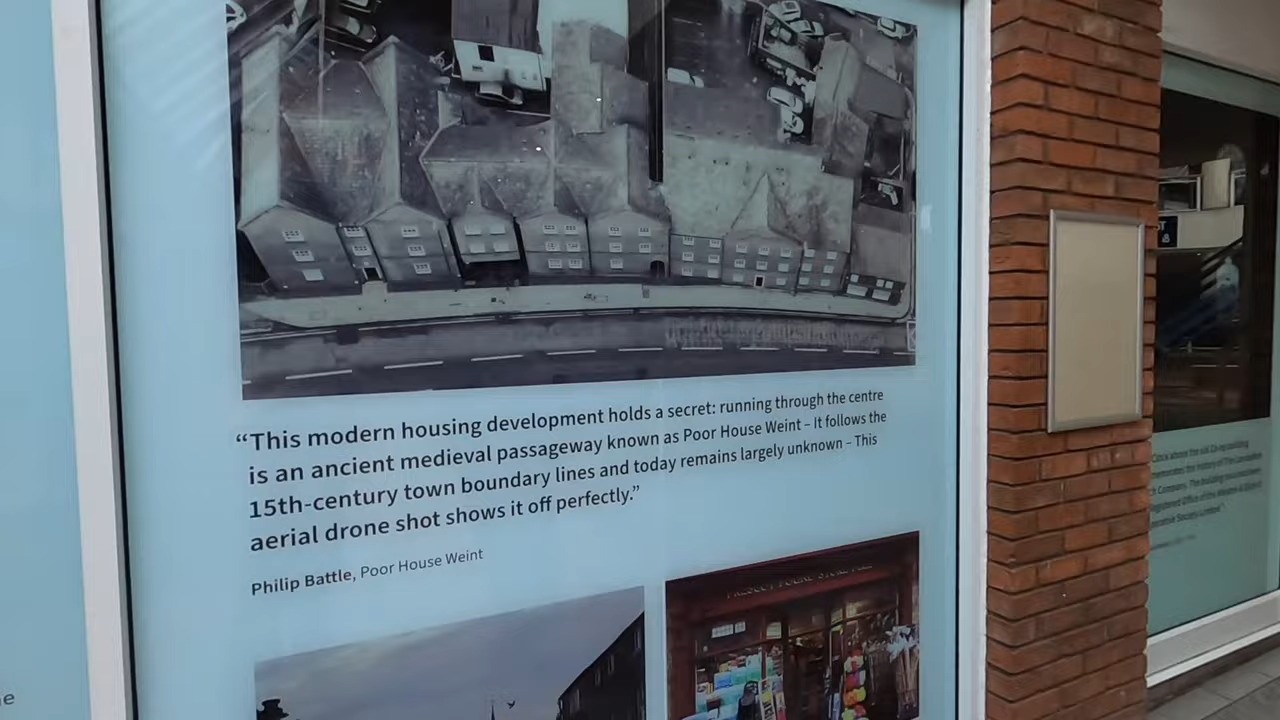 “This modern housing development holds a secret: running through the centre
is an ancient medieval passageway known as Poor House Weint – It follows the
15th-century town boundary lines and today remains largely unknown – This
aerial drone shot shows it off perfectly.”
Philip Battle, Poor House Weint